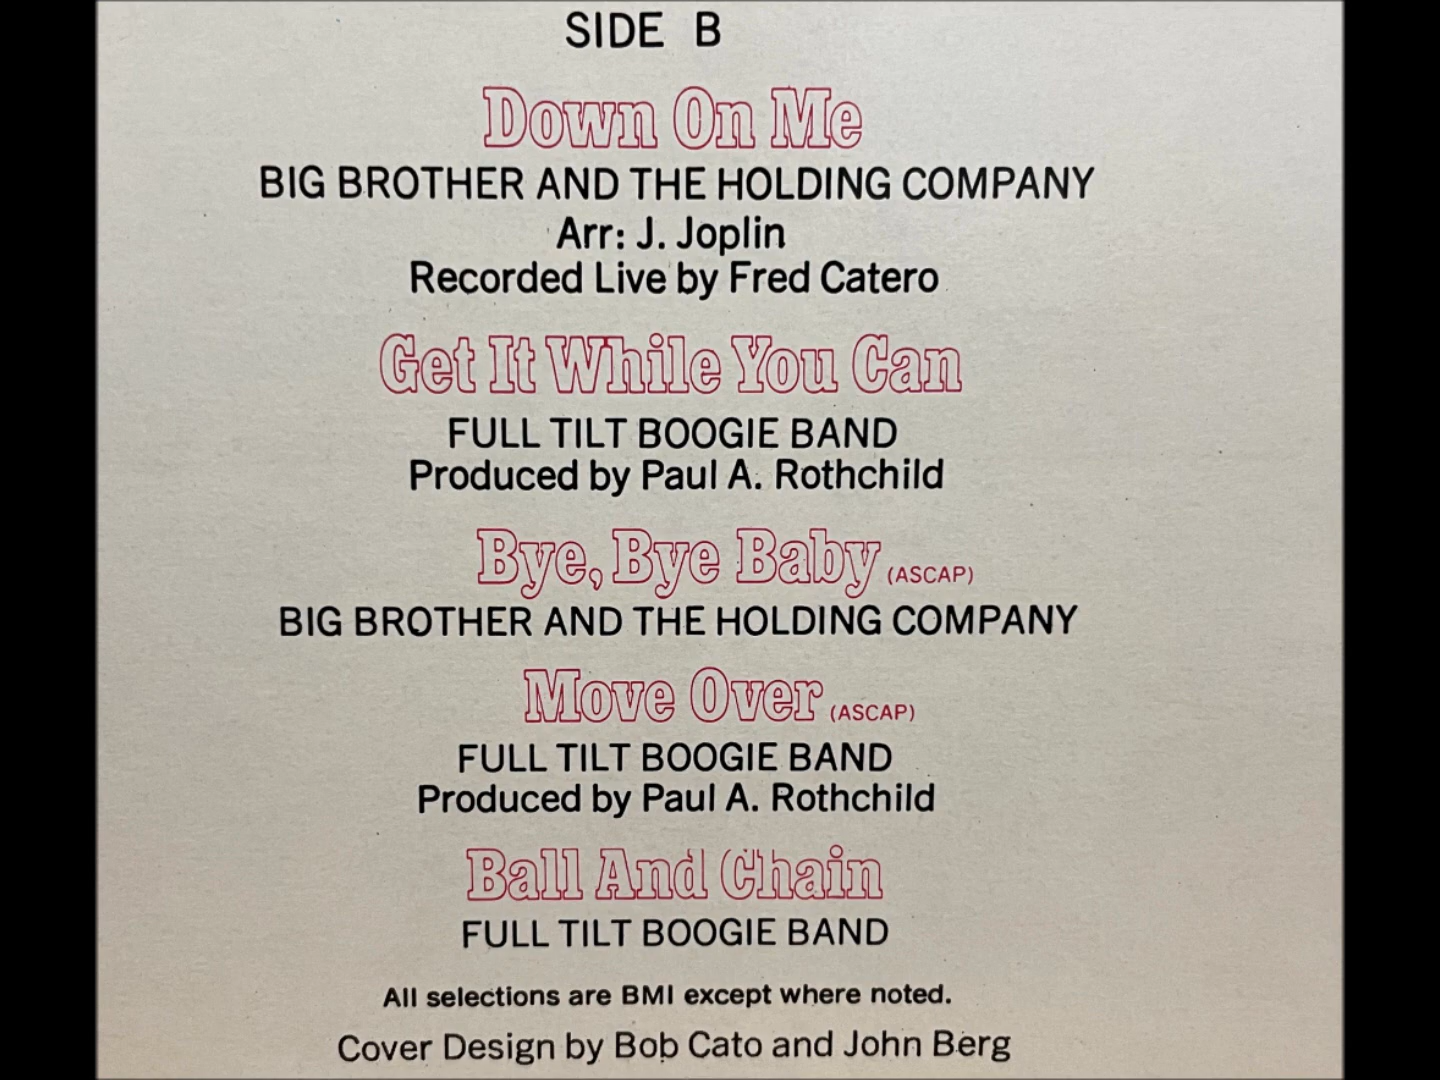 SIDE B
Down On Me
BIG BROTHER AND THE HOLDING COMPANY
Arr: J. Joplin
Recorded Live by Fred Catero
Get It While You Can
FULL TILT BOOGIE BAND
Produced by Paul A. Rothchild
Bye, Bye Baby (ASCAP)
BIG BROTHER AND THE HOLDING COMPANY
Move Over (ASCAP)
FULL TILT BOOGIE BAND
Produced by Paul A. Rothchild
Ball And Chain
FULL TILT BOOGIE BAND
All selections are BMI except where noted.
Cover Design by Bob Cato and John Berg